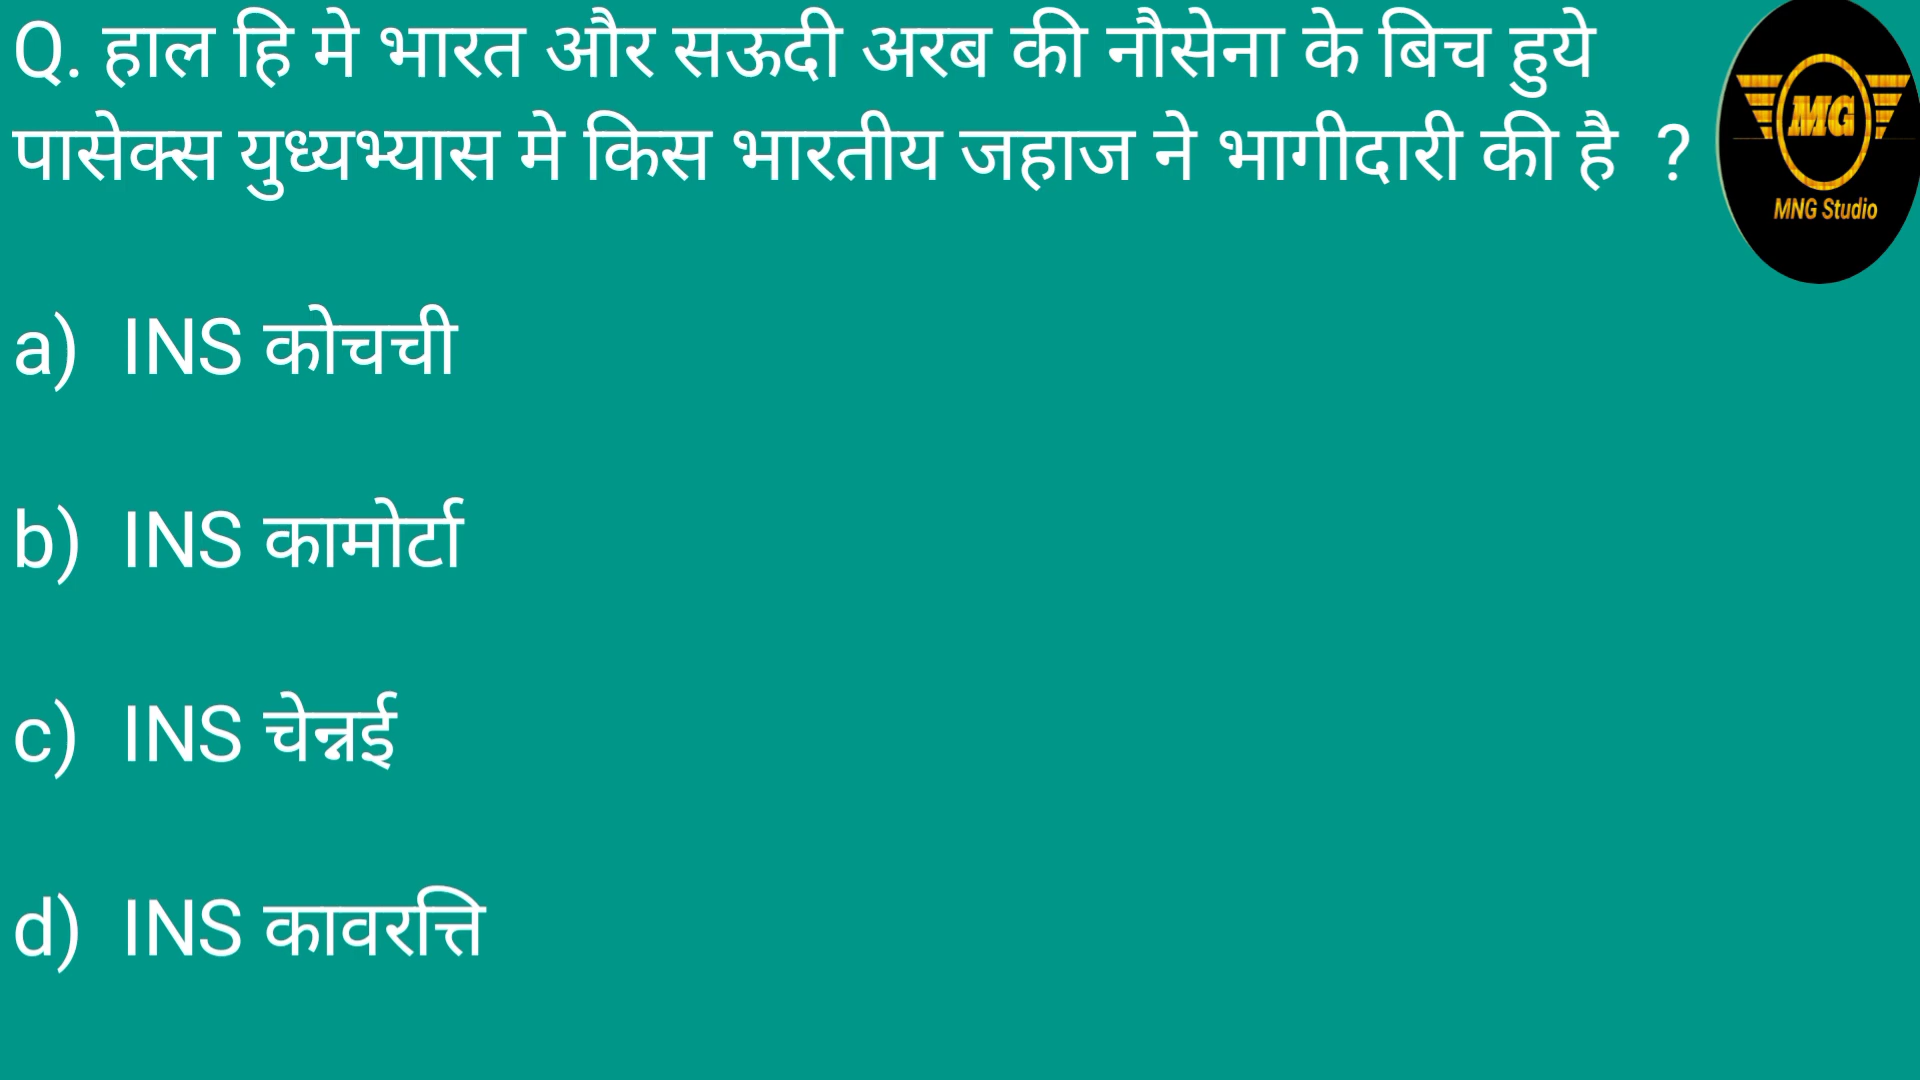 Q. हाल हि मे भारत और सऊदी अरब की नौसेना के बिच हुये
पासेक्स युध्यभ्यास मे किस भारतीय जहाज ने भागीदारी की है ?
MG
MNG Studio
a) INS कोचची
b) INS कामोर्टा
c) INS चेन्नई
d) INS कावरत्ति